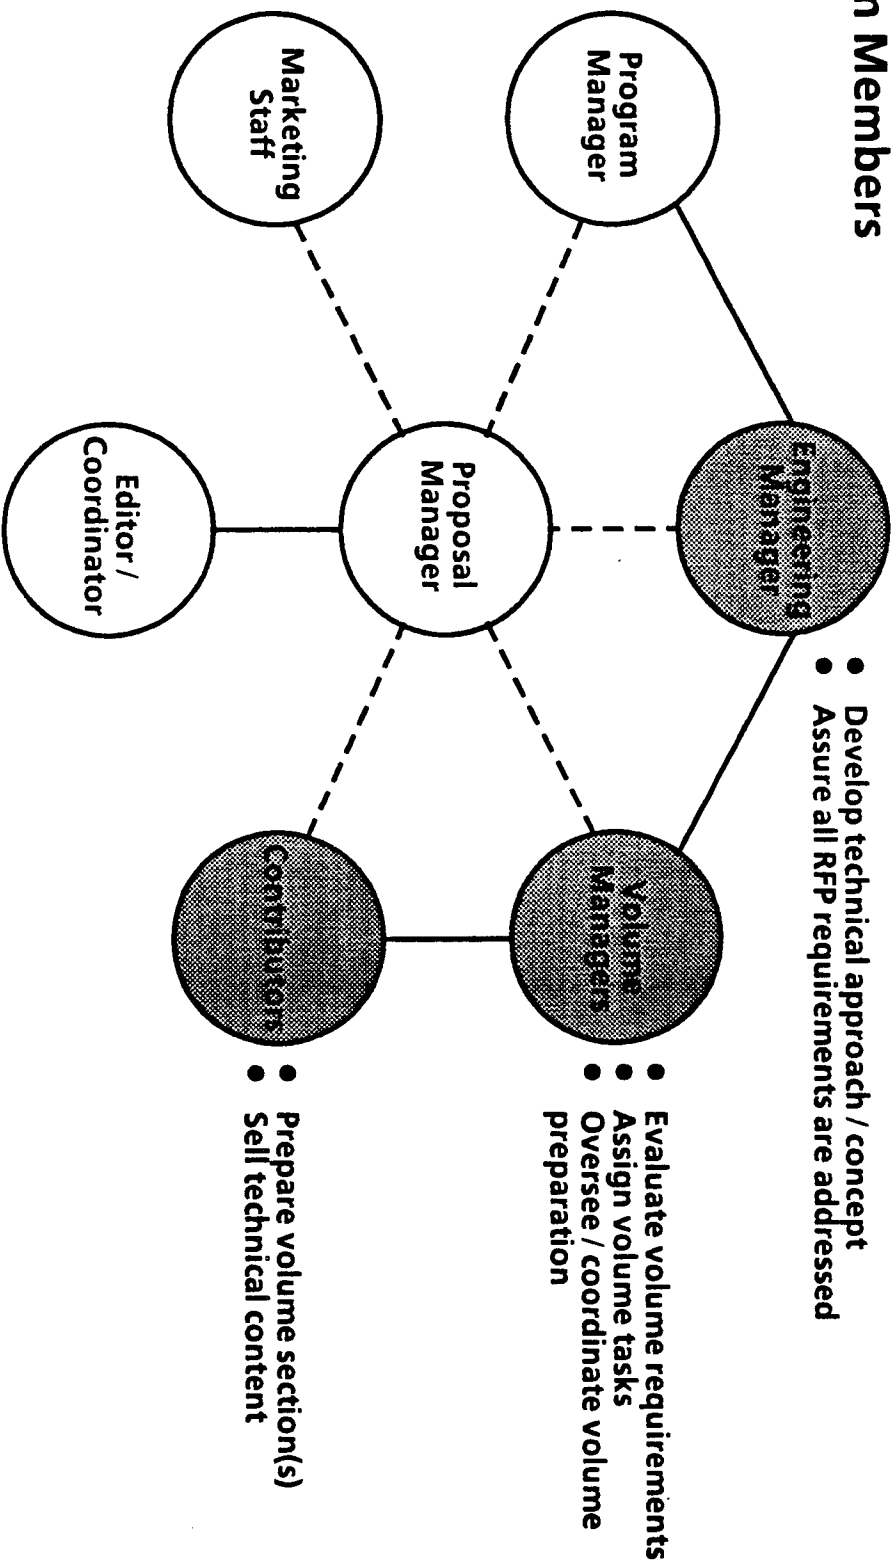 n Members
Program
Manager
Marketing
Staff
Engineering
Manager
Proposal
Manager
Editor /
Coordinator
Volume
Managers
Contributors
● Develop technical approach / concept
● Assure all RFP requirements are addressed
● Evaluate volume requirements
● Assign volume tasks
● Oversee / coordinate volume
preparation
● Prepare volume section(s)
● Sell technical content